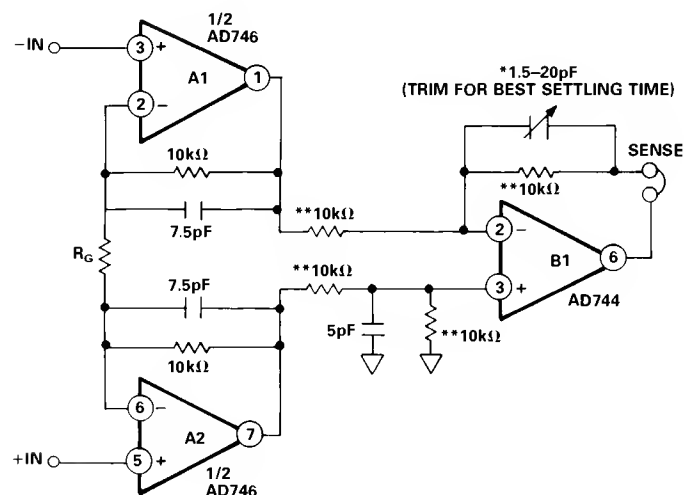 1/2
AD746
–IN
3
+
A1
1
2
–
*1.5–20pF
(TRIM FOR BEST SETTLING TIME)
SENSE
10kΩ
7.5pF
**10kΩ
**10kΩ
2
–
B1
6
3
+
AD744
RG
7.5pF
**10kΩ
5pF
**10kΩ
10kΩ
6
–
A2
7
+IN
5
+
1/2
AD746